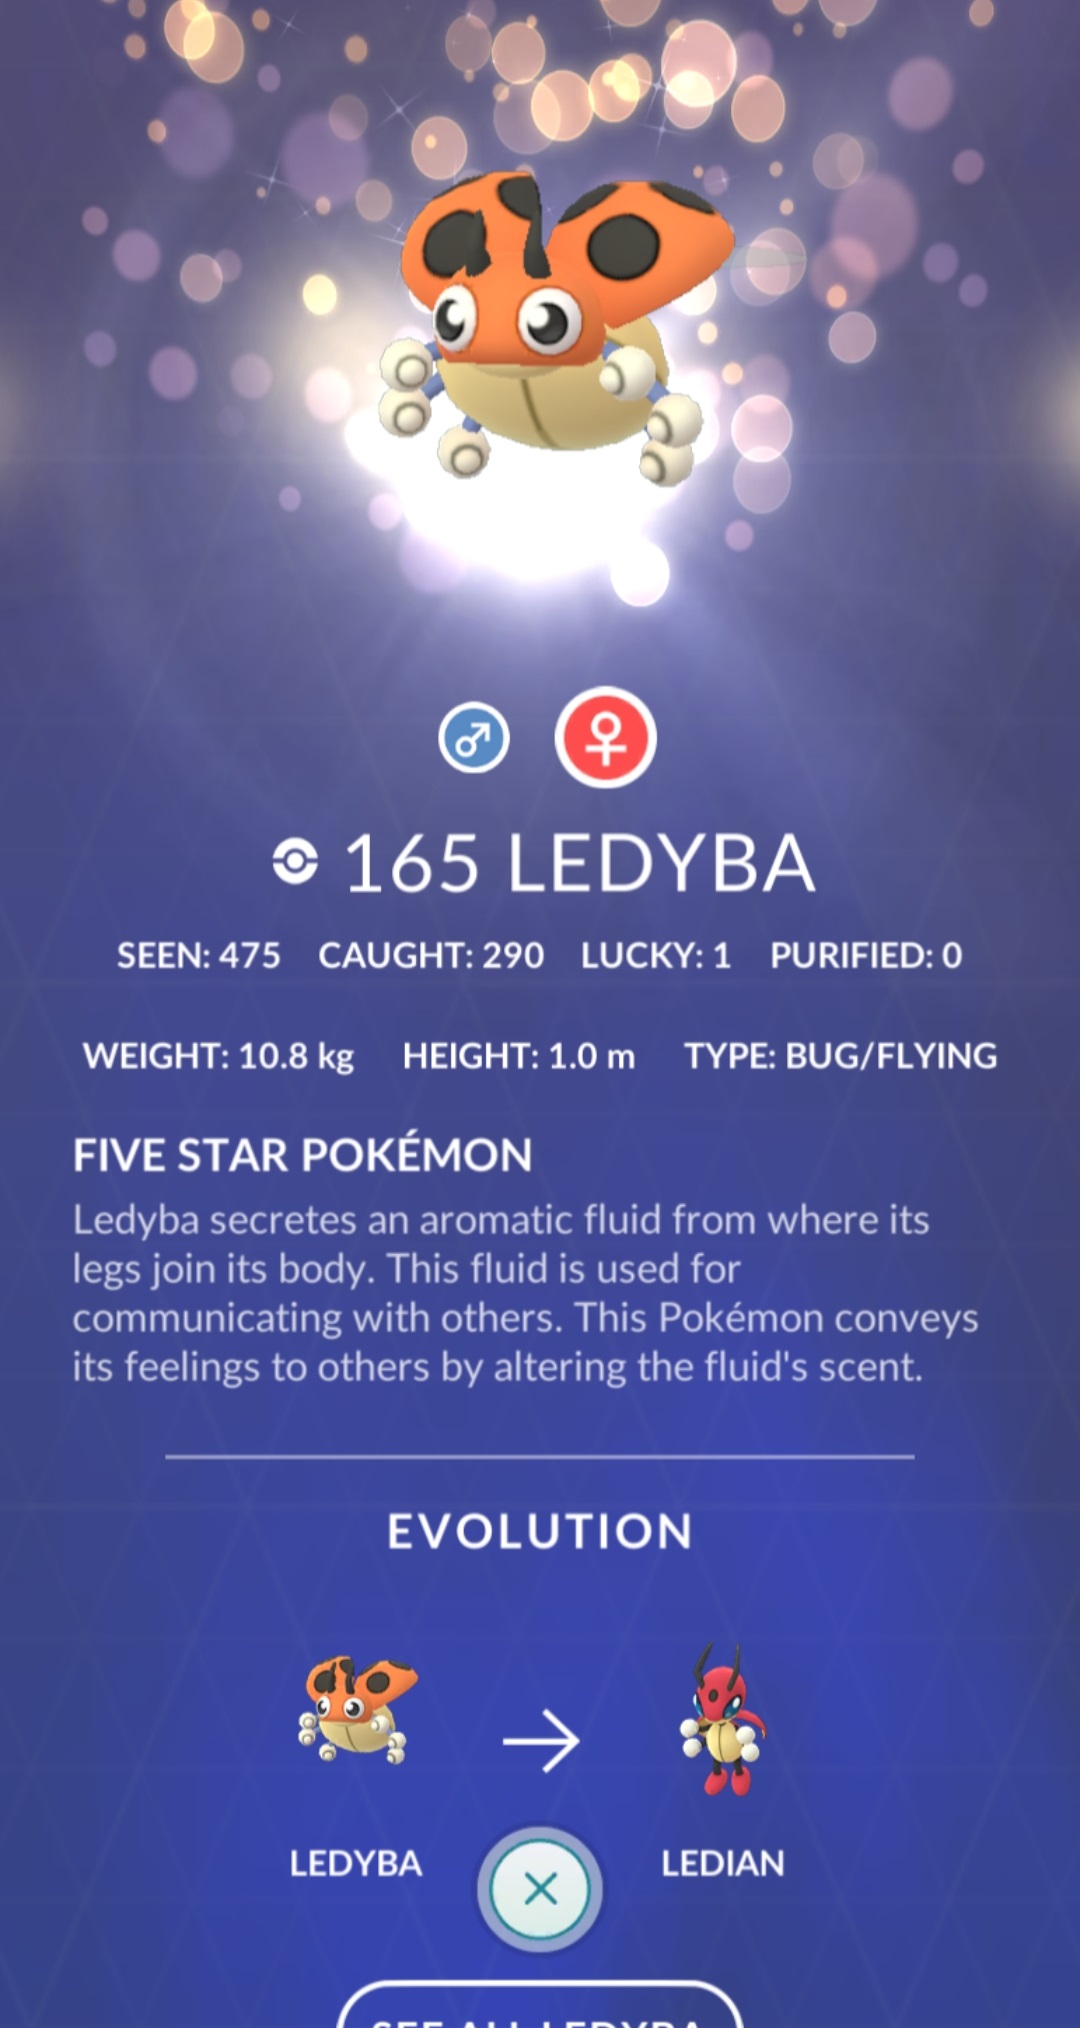 165 LEDYBA
SEEN: 475 CAUGHT: 290 LUCKY: 1 PURIFIED: 0
WEIGHT: 10.8 kg HEIGHT: 1.0 m TYPE: BUG/FLYING
FIVE STAR POKÉMON
Ledyba secretes an aromatic fluid from where its
legs join its body. This fluid is used for
communicating with others. This Pokémon conveys
its feelings to others by altering the fluid's scent.
EVOLUTION
LEDYBA LEDIAN
SEE ALL LEDYBA